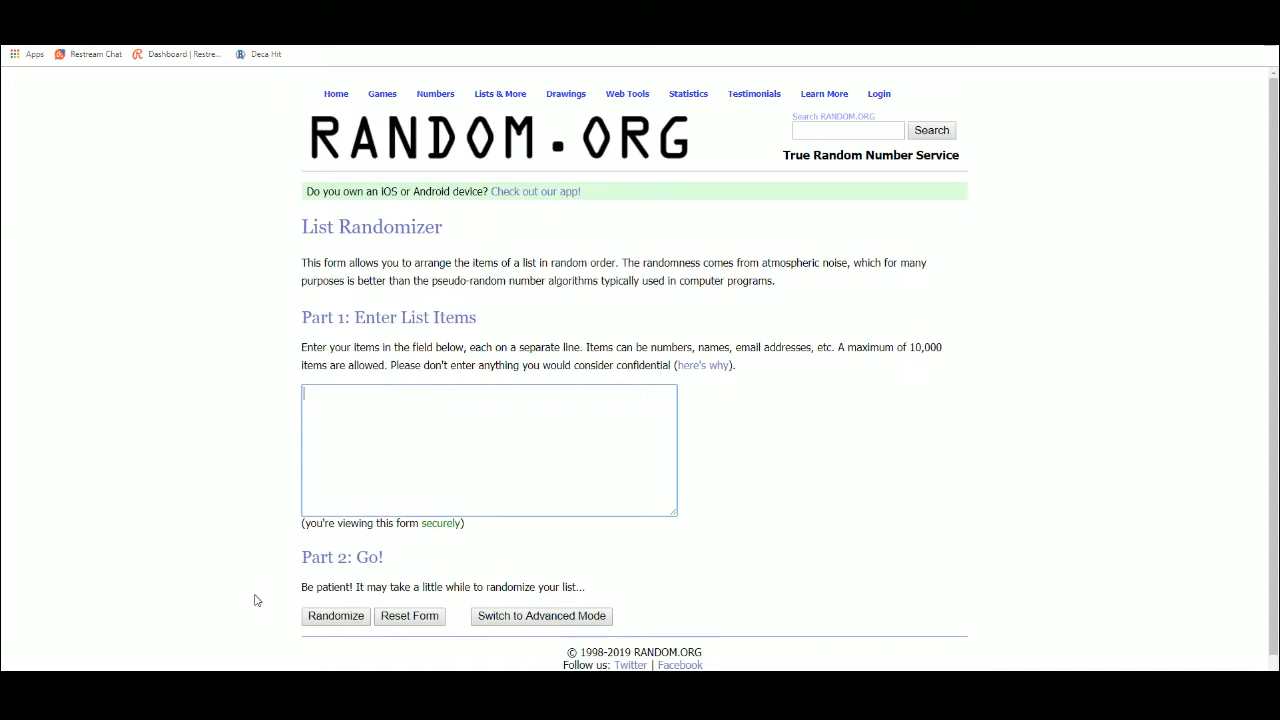 Apps Restream Chat Dashboard | Restre... Deca Hit
Home Games Numbers Lists & More Drawings Web Tools Statistics Testimonials Learn More Login
RANDOM.ORG
Search RANDOM.ORG
Search
True Random Number Service
Do you own an iOS or Android device? Check out our app!
List Randomizer
This form allows you to arrange the items of a list in random order. The randomness comes from atmospheric noise, which for many
purposes is better than the pseudo-random number algorithms typically used in computer programs.
Part 1: Enter List Items
Enter your items in the field below, each on a separate line. Items can be numbers, names, email addresses, etc. A maximum of 10,000
items are allowed. Please don't enter anything you would consider confidential (here's why).
(you're viewing this form securely)
Part 2: Go!
Be patient! It may take a little while to randomize your list...
Randomize Reset Form Switch to Advanced Mode
© 1998-2019 RANDOM.ORG
Follow us: Twitter | Facebook